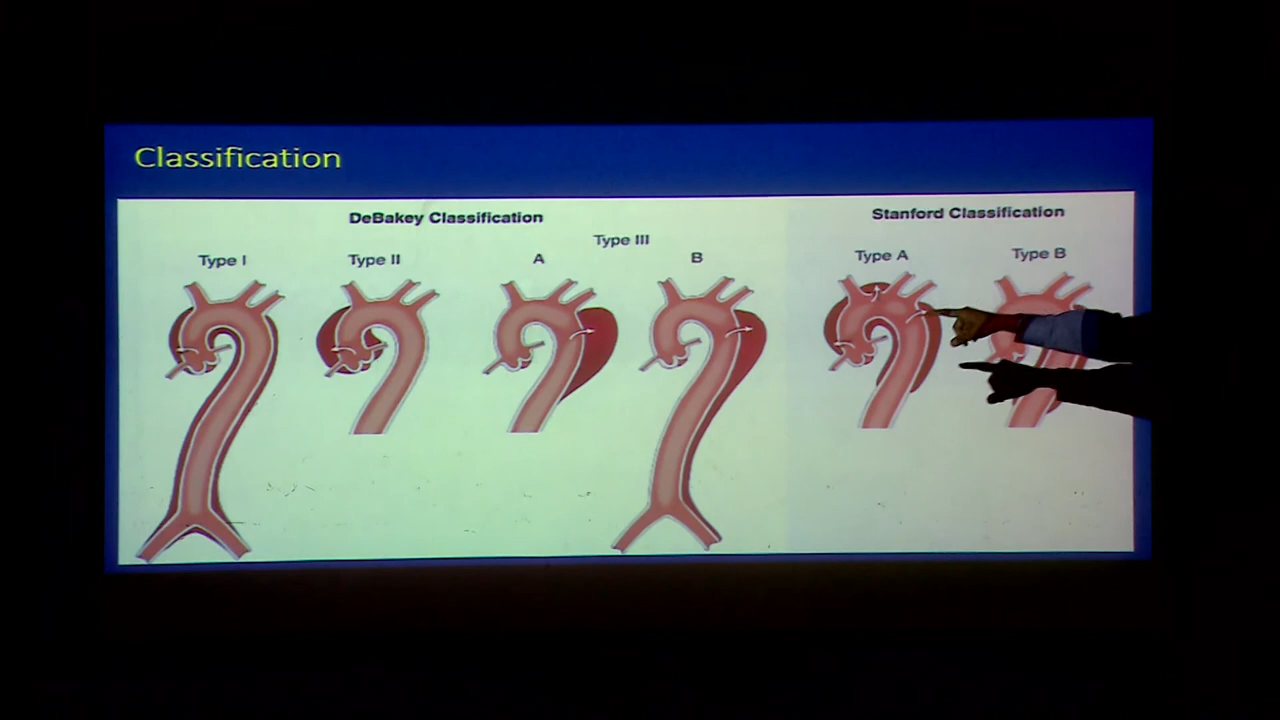 Classification
DeBakey Classification
Type I
Type II
Type III
A
B
Stanford Classification
Type A
Type B